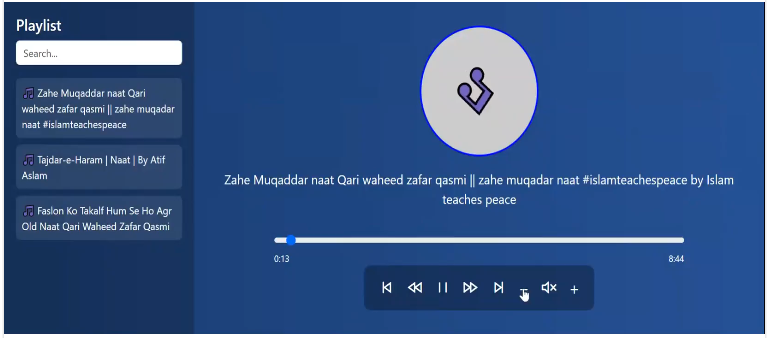 Playlist
Search...
Zahe Muqaddar naat Qari
waheed zafar qasmi || zahe muqadar
naat #islamteachespeace
Tajdar-e-Haram | Naat | By Atif
Aslam
Faslon Ko Takalf Hum Se Ho Agr
Old Naat Qari Waheed Zafar Qasmi
Zahe Muqaddar naat Qari waheed zafar qasmi || zahe muqadar naat #islamteachespeace by Islam
teaches peace
0:13
8:44